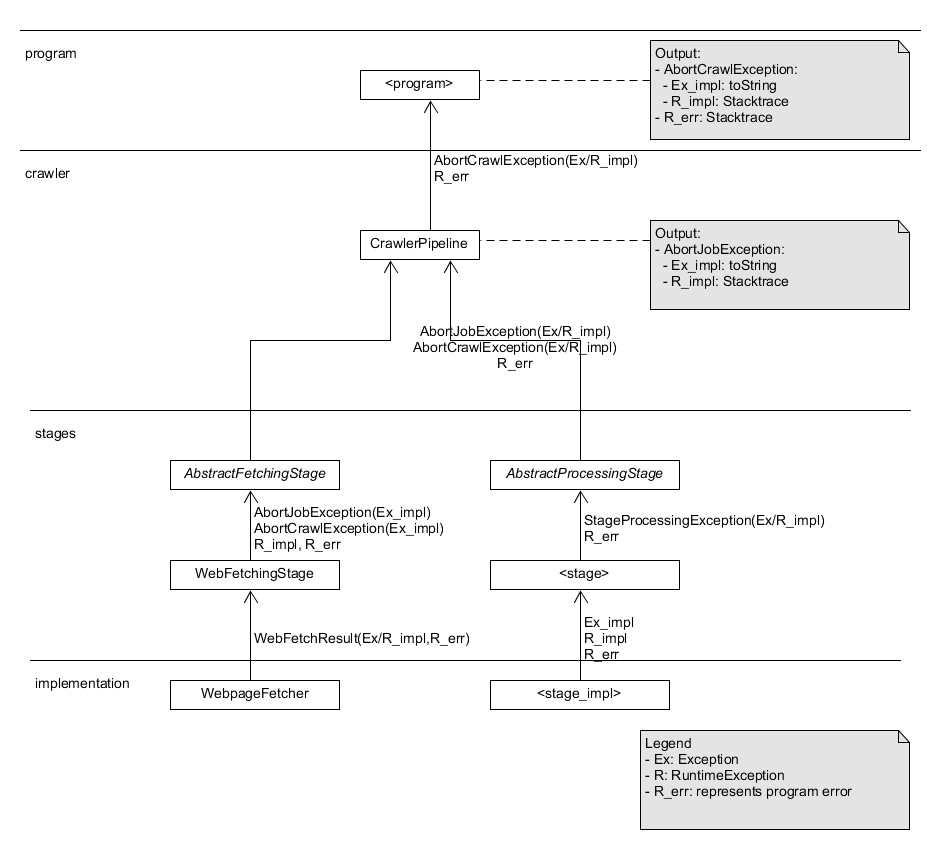 program
<program>
Output:
- AbortCrawlException:
- Ex_impl: toString
- R_impl: Stacktrace
- R_err: Stacktrace
AbortCrawlException(Ex/R_impl)
R_err
crawler
CrawlerPipeline
Output:
- AbortJobException:
- Ex_impl: toString
- R_impl: Stacktrace
AbortJobException(Ex/R_impl)
AbortCrawlException(Ex/R_impl)
R_err
stages
AbstractFetchingStage
AbstractProcessingStage
AbortJobException(Ex_impl)
AbortCrawlException(Ex_impl)
R_impl, R_err
StageProcessingException(Ex/R_impl)
R_err
WebFetchingStage
<stage>
WebFetchResult(Ex/R_impl,R_err)
Ex_impl
R_impl
R_err
implementation
WebpageFetcher
<stage_impl>
Legend
- Ex: Exception
- R: RuntimeException
- R_err: represents program error